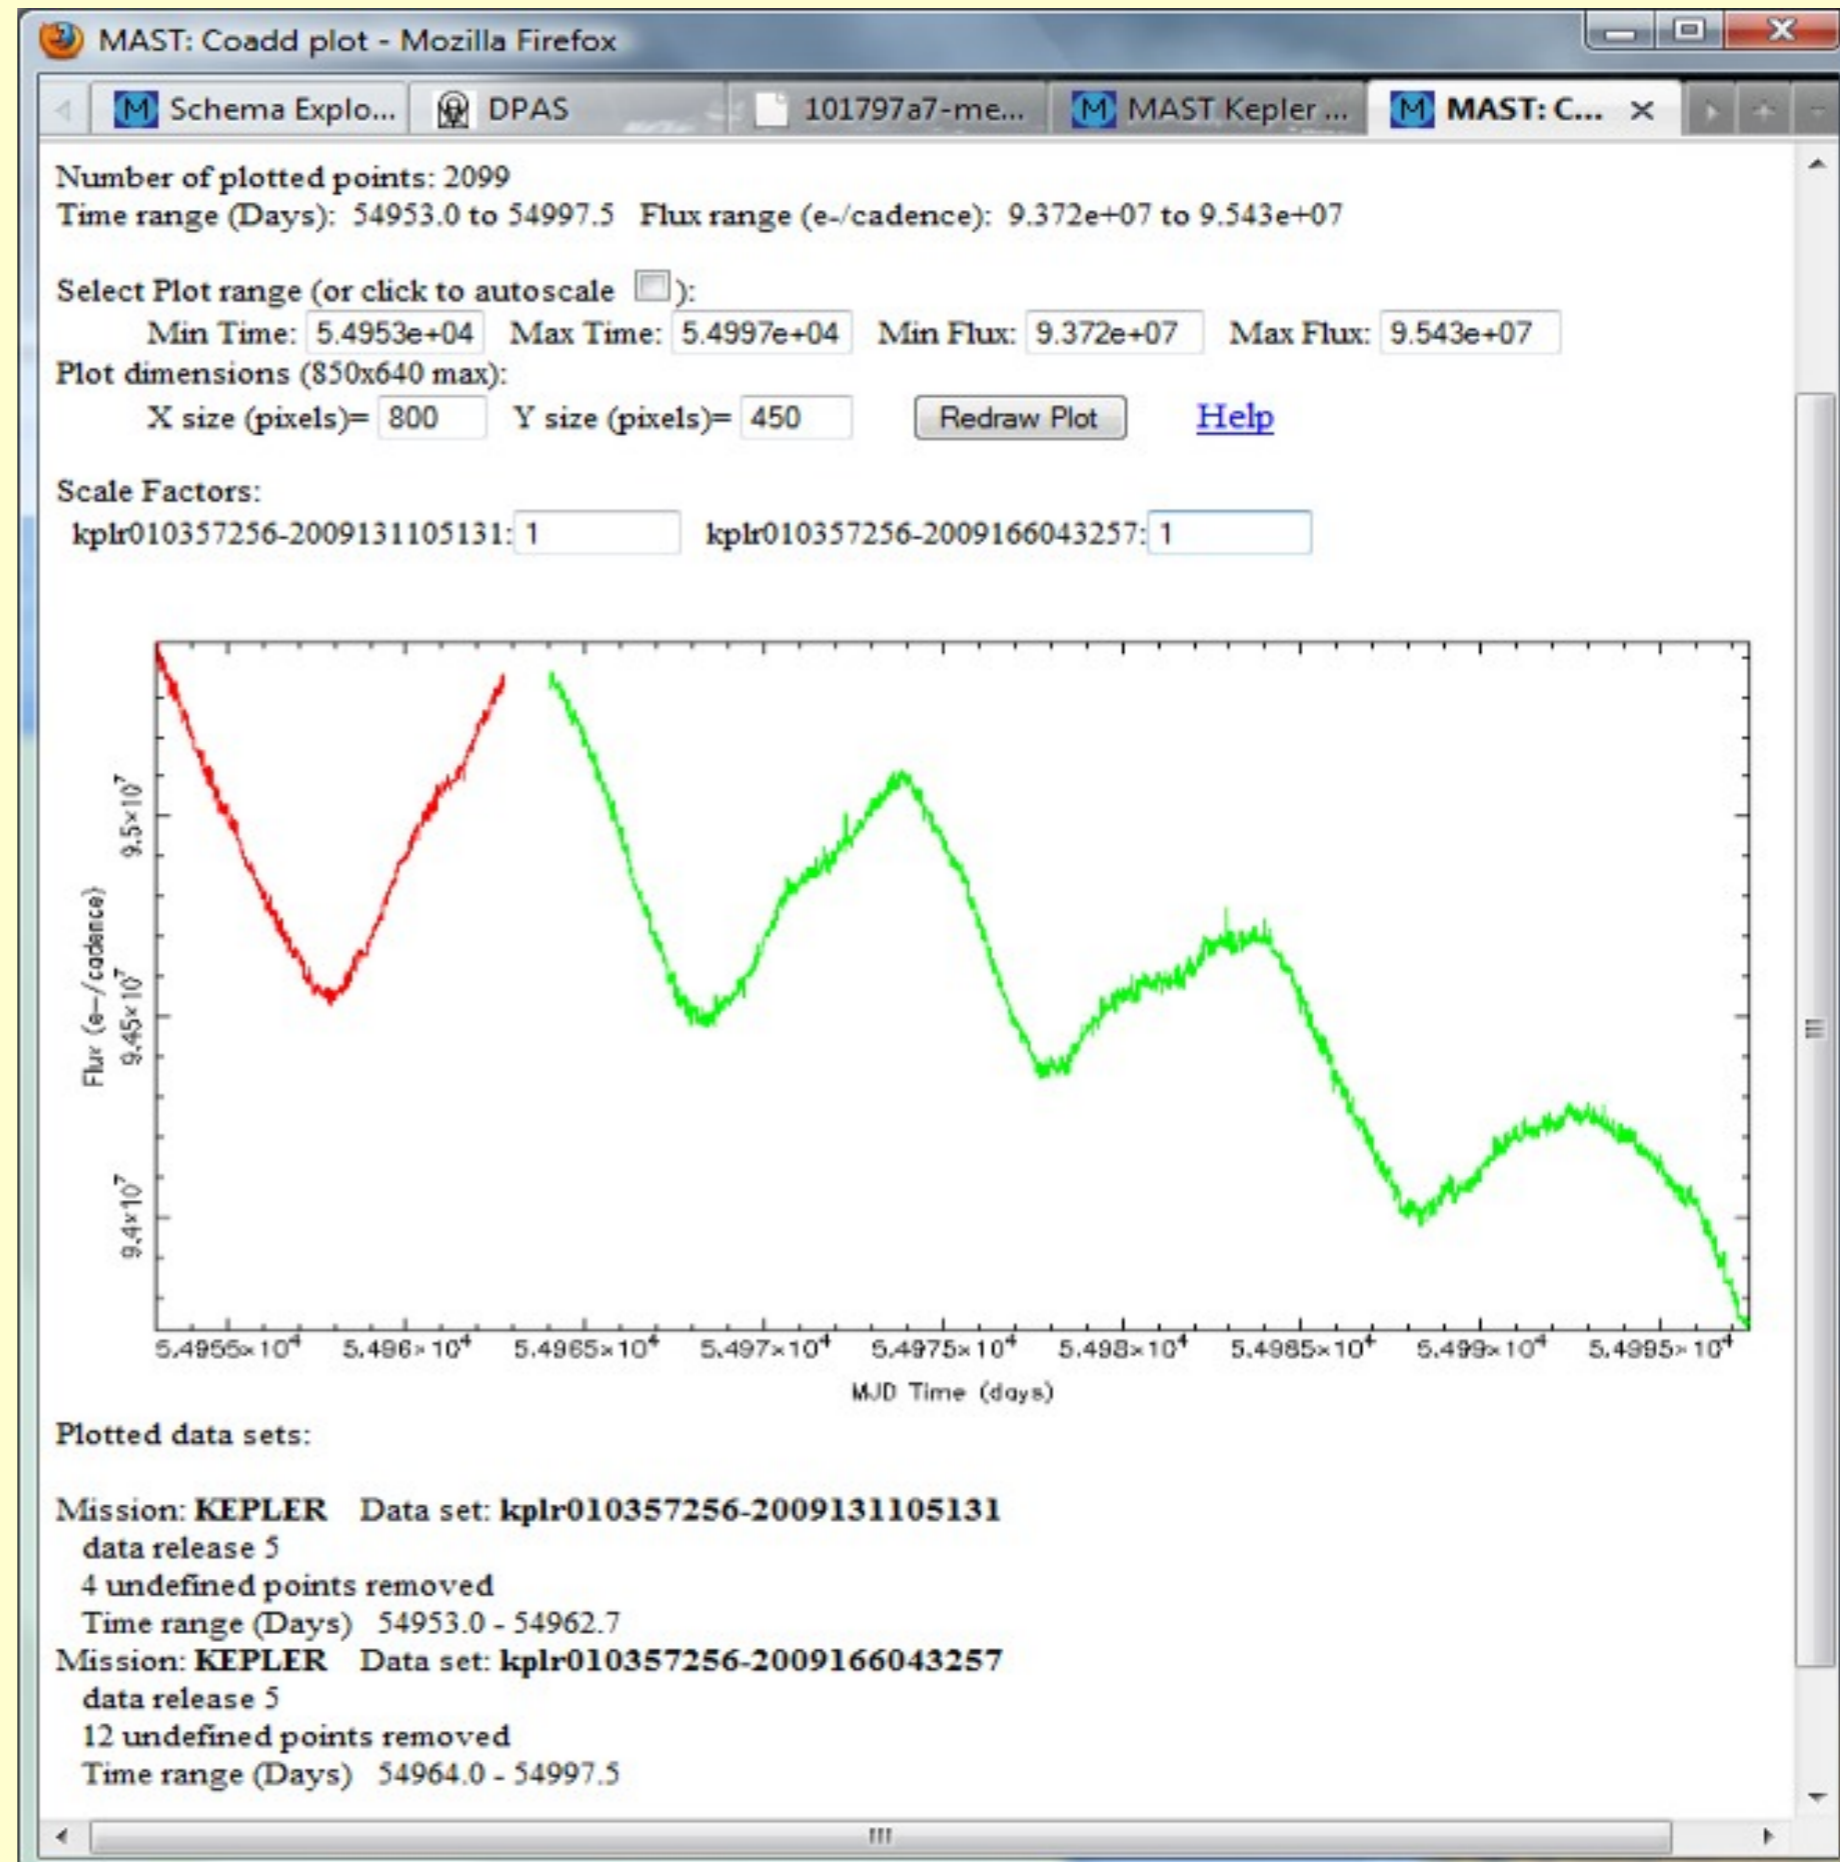 MAST: Coadd plot - Mozilla Firefox
Schema Explo... DPAS 101797a7-me... MAST Kepler ... MAST: C...
Number of plotted points: 2099
Time range (Days): 54953.0 to 54997.5 Flux range (e-/cadence): 9.372e+07 to 9.543e+07
Select Plot range (or click to autoscale ):
Min Time: 5.4953e+04 Max Time: 5.4997e+04 Min Flux: 9.372e+07 Max Flux: 9.543e+07
Plot dimensions (850x640 max):
X size (pixels)= 800 Y size (pixels)= 450 Redraw Plot Help
Scale Factors:
kplr010357256-2009131105131: 1 kplr010357256-2009166043257: 1
Flux (e-/cadence)
9.5×10⁷
9.45×10⁷
9.4×10⁷
5.4955×10⁴ 5.496×10⁴ 5.4965×10⁴ 5.497×10⁴ 5.4975×10⁴ 5.498×10⁴ 5.4985×10⁴ 5.499×10⁴ 5.4995×10⁴
MJD Time (days)
Plotted data sets:
Mission: KEPLER Data set: kplr010357256-2009131105131
data release 5
4 undefined points removed
Time range (Days) 54953.0 - 54962.7
Mission: KEPLER Data set: kplr010357256-2009166043257
data release 5
12 undefined points removed
Time range (Days) 54964.0 - 54997.5